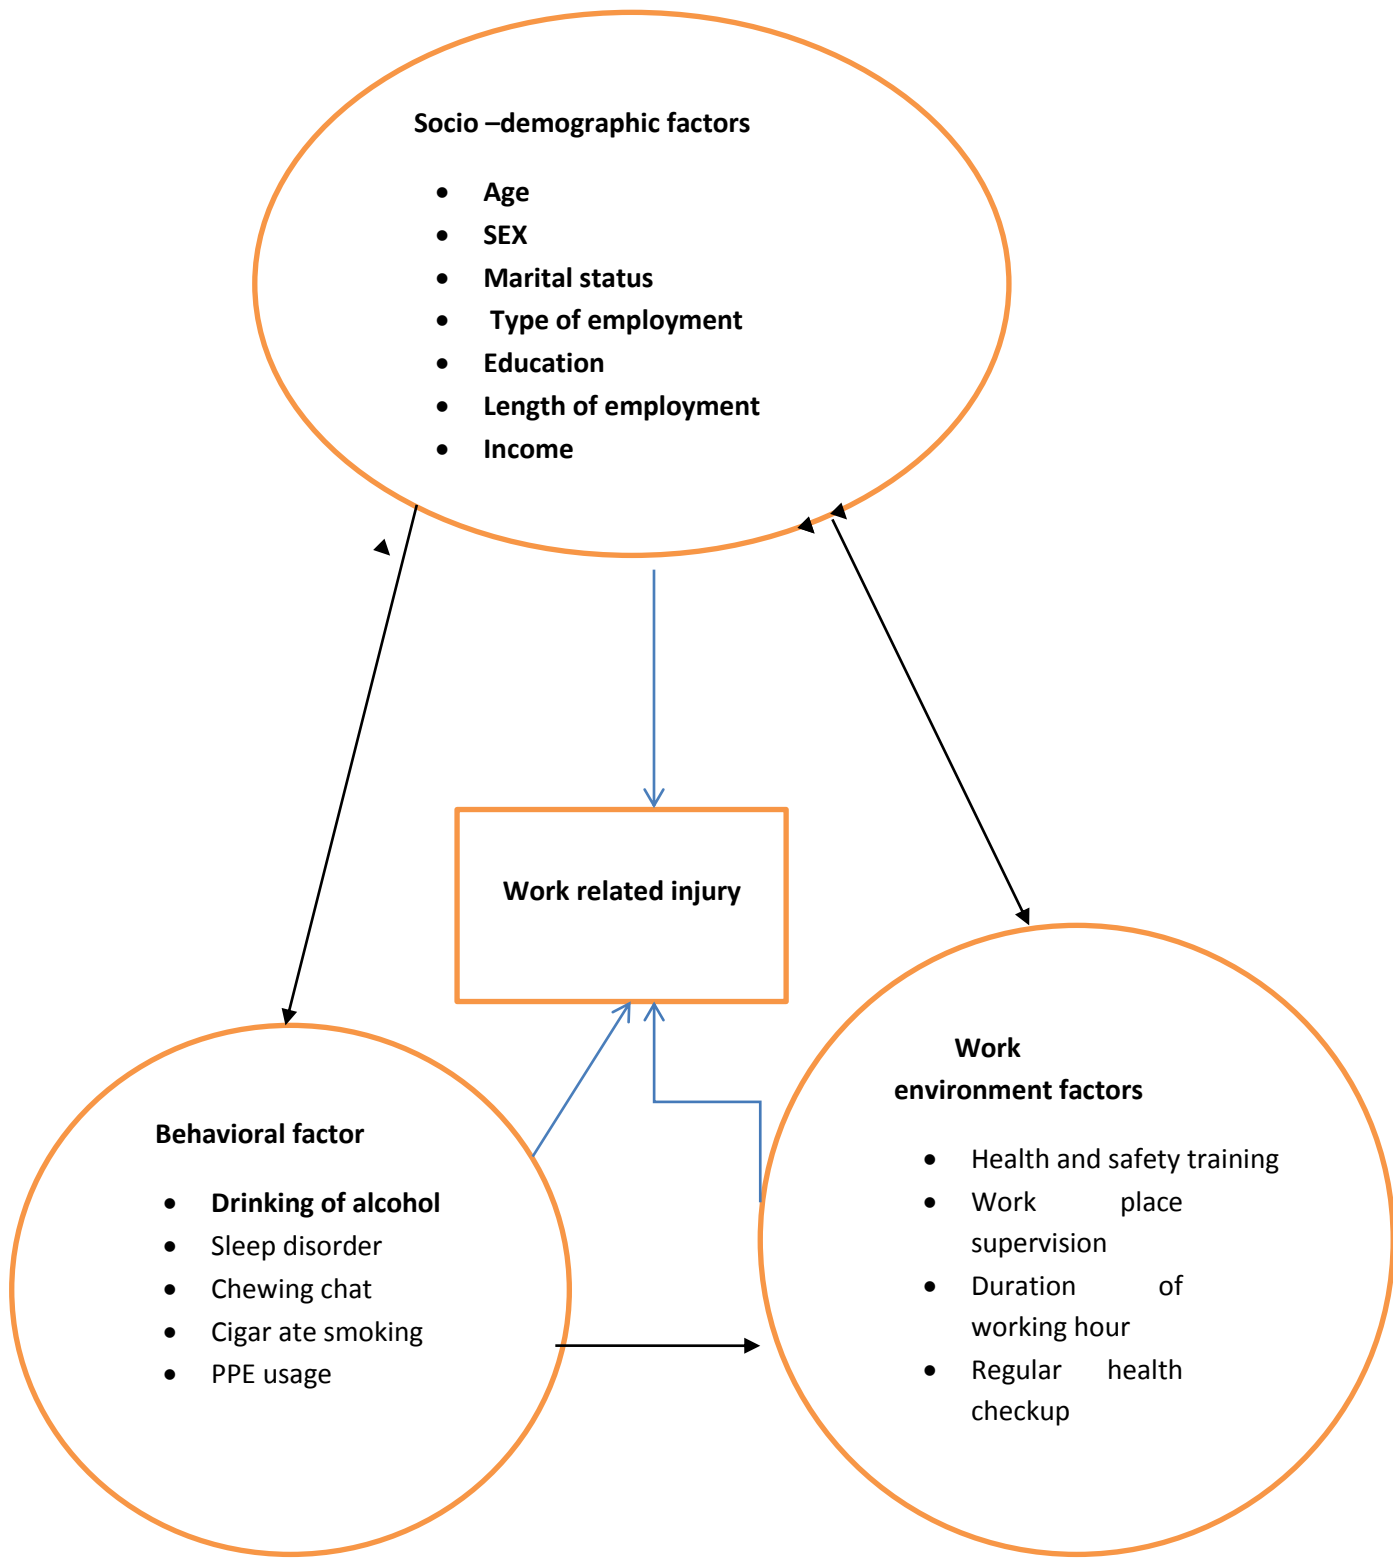 Socio –demographic factors
• Age
• SEX
• Marital status
• Type of employment
• Education
• Length of employment
• Income
Work related injury
Behavioral factor
• Drinking of alcohol
• Sleep disorder
• Chewing chat
• Cigar ate smoking
• PPE usage
Work
environment factors
• Health and safety training
• Work place
supervision
• Duration of
working hour
• Regular health
checkup